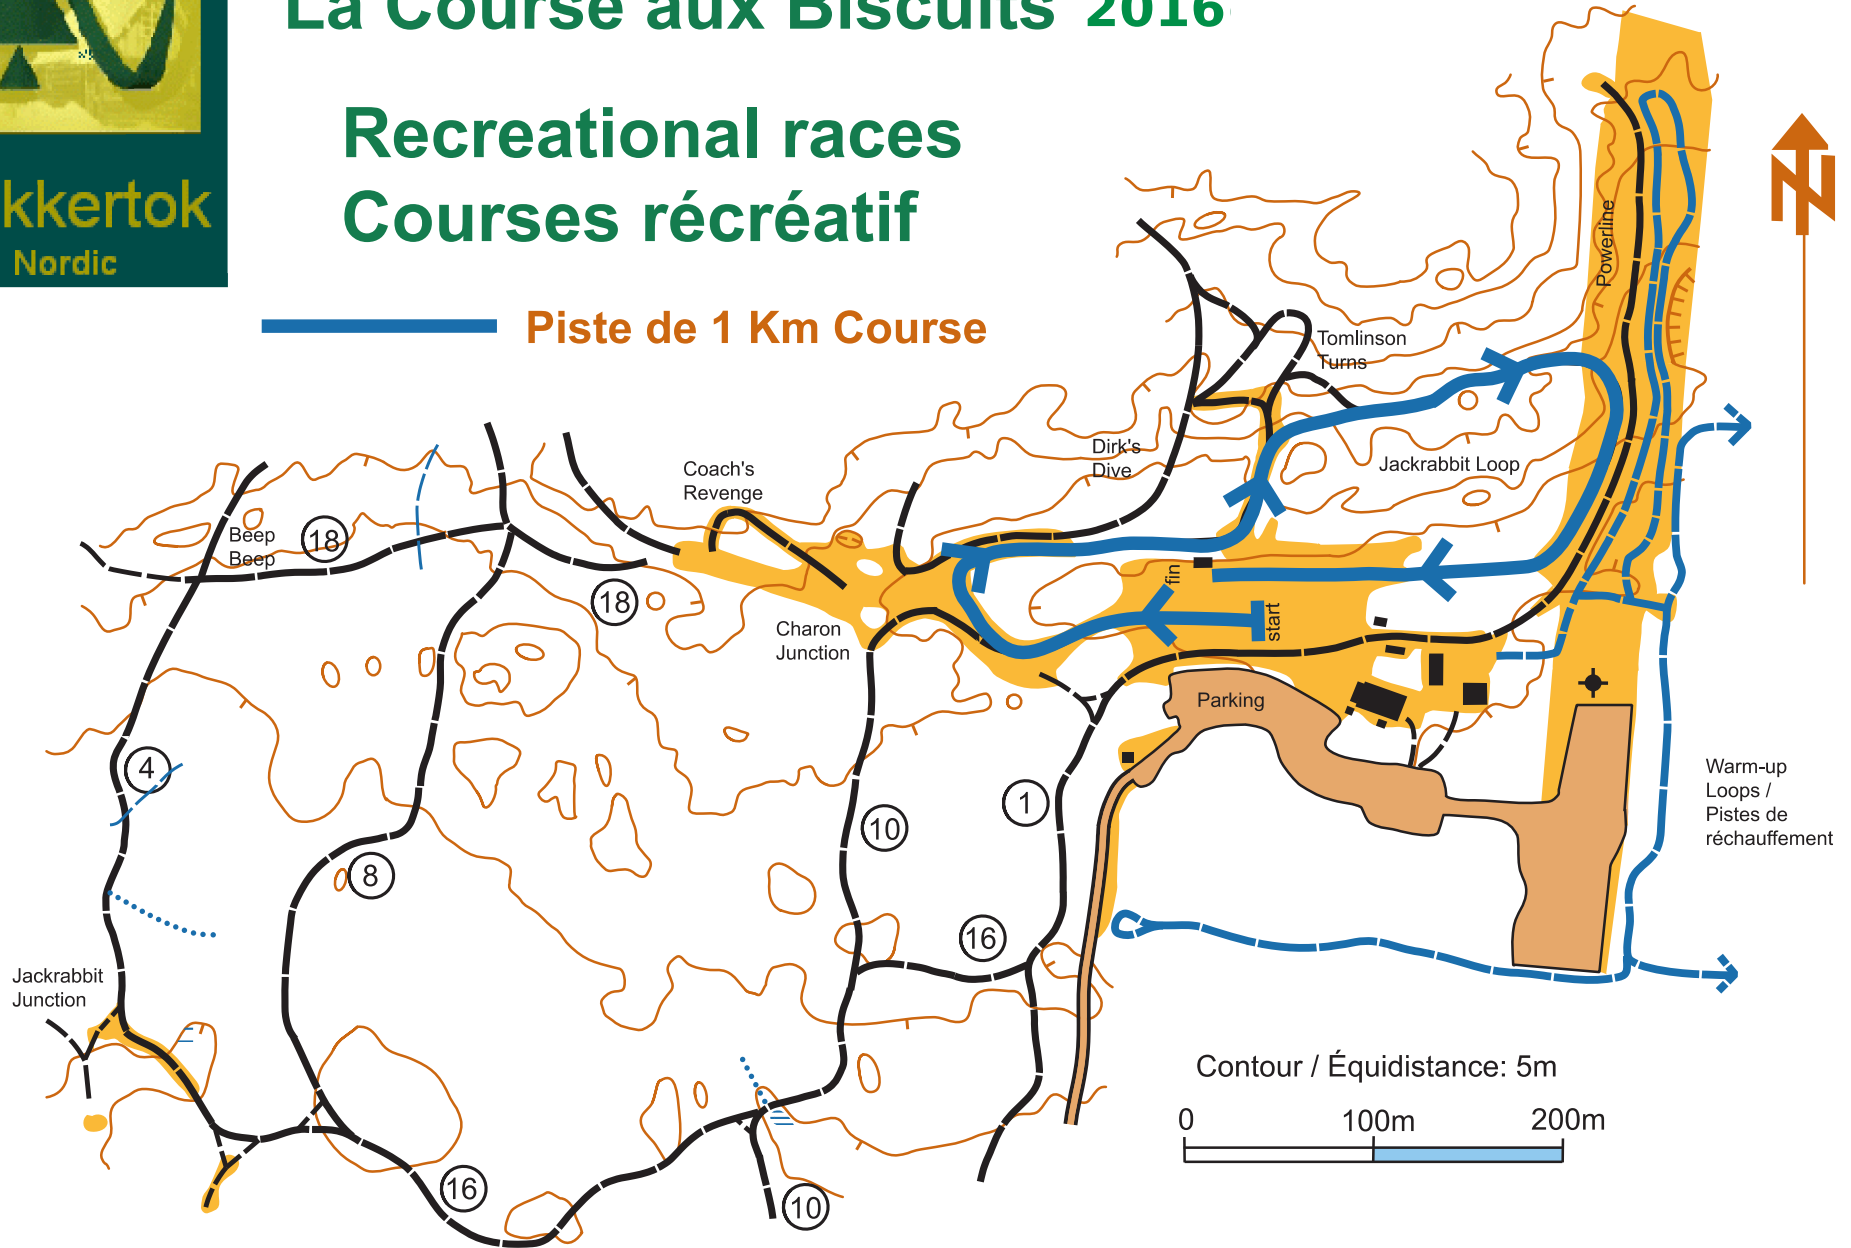 La Course aux Biscuits 2016
Recreational races
Courses récréatif
kkertok
Nordic
Piste de 1 Km Course
Powerline
Tomlinson
Turns
Dirk's
Dive
Jackrabbit Loop
Coach's
Revenge
Beep
Beep
18
18
fin
start
Charon
Junction
Parking
4
8
10
1
16
Warm-up
Loops /
Pistes de
réchauffement
Jackrabbit
Junction
16
10
Contour / Équidistance: 5m
0 100m 200m
N